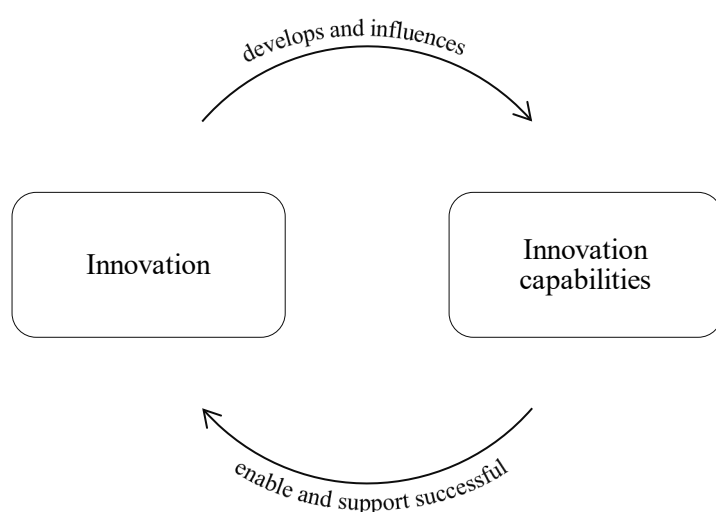 develops and influences
Innovation
Innovation
capabilities
enable and support successful